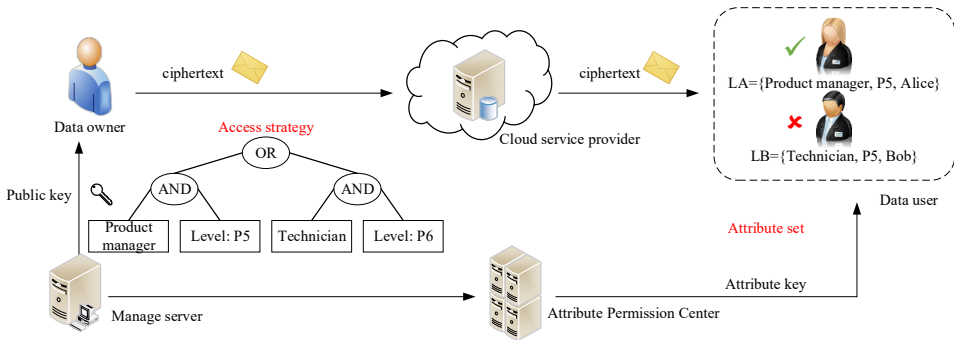 ciphertext
ciphertext
LA={Product manager, P5, Alice}
Data owner
Cloud service provider
Access strategy
OR
LB={Technician, P5, Bob}
Public key
AND
AND
Data user
Product
manager
Level: P5
Technician
Level: P6
Attribute set
Attribute key
Manage server
Attribute Permission Center